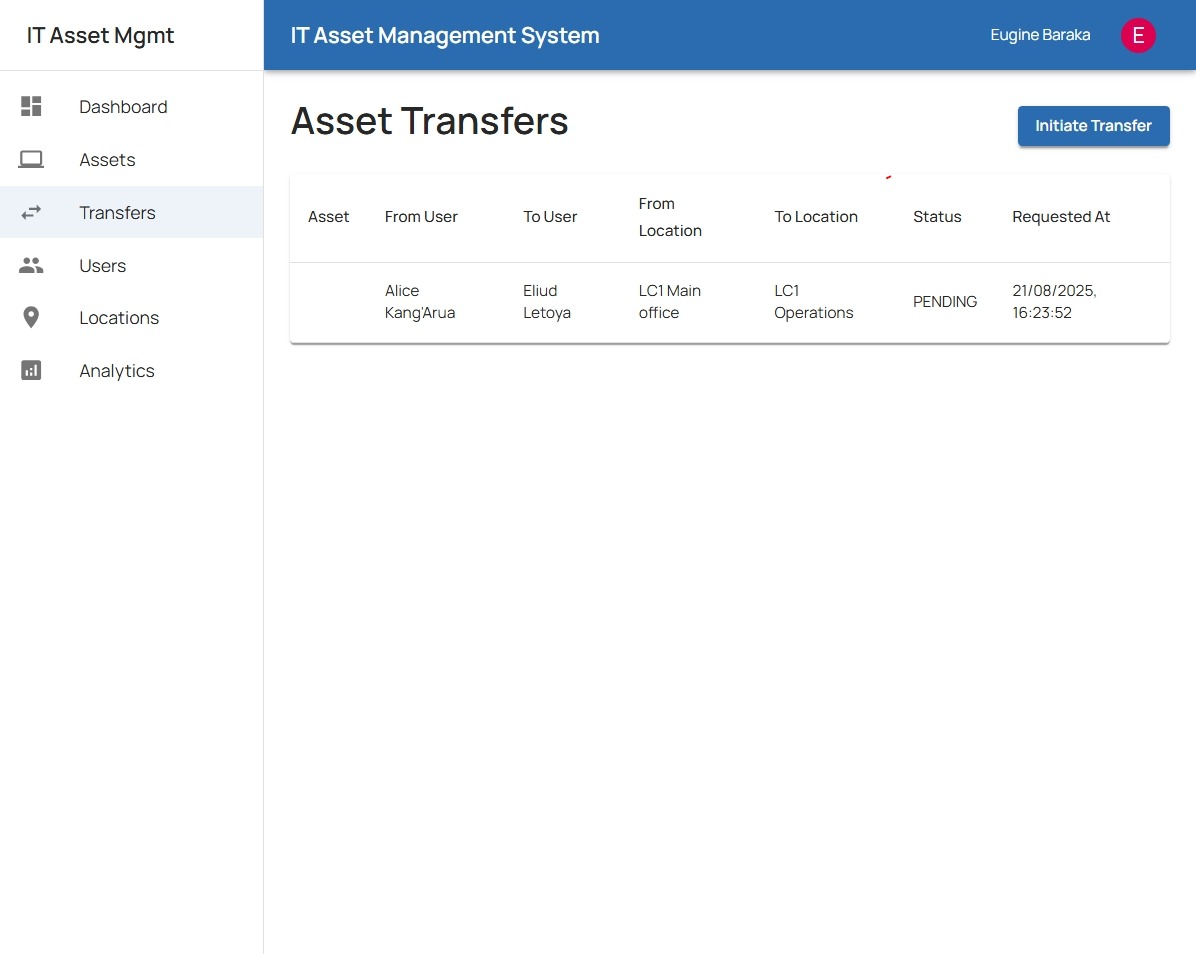 IT Asset Mgmt
IT Asset Management System
Eugine Baraka
E
Dashboard
Assets
Transfers
Users
Locations
Analytics
Asset Transfers
Initiate Transfer
Asset
From User
To User
From
Location
To Location
Status
Requested At
Alice
Kang'Arua
Eliud
Letoya
LC1 Main
office
LC1
Operations
PENDING
21/08/2025,
16:23:52